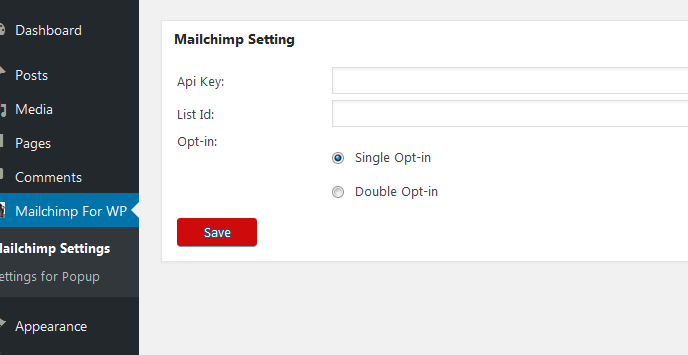 Dashboard
Posts
Media
Pages
Comments
Mailchimp For WP
ailchimp Settings
ettings for Popup
Appearance
Mailchimp Setting
Api Key:
List Id:
Opt-in:
Single Opt-in
Double Opt-in
Save